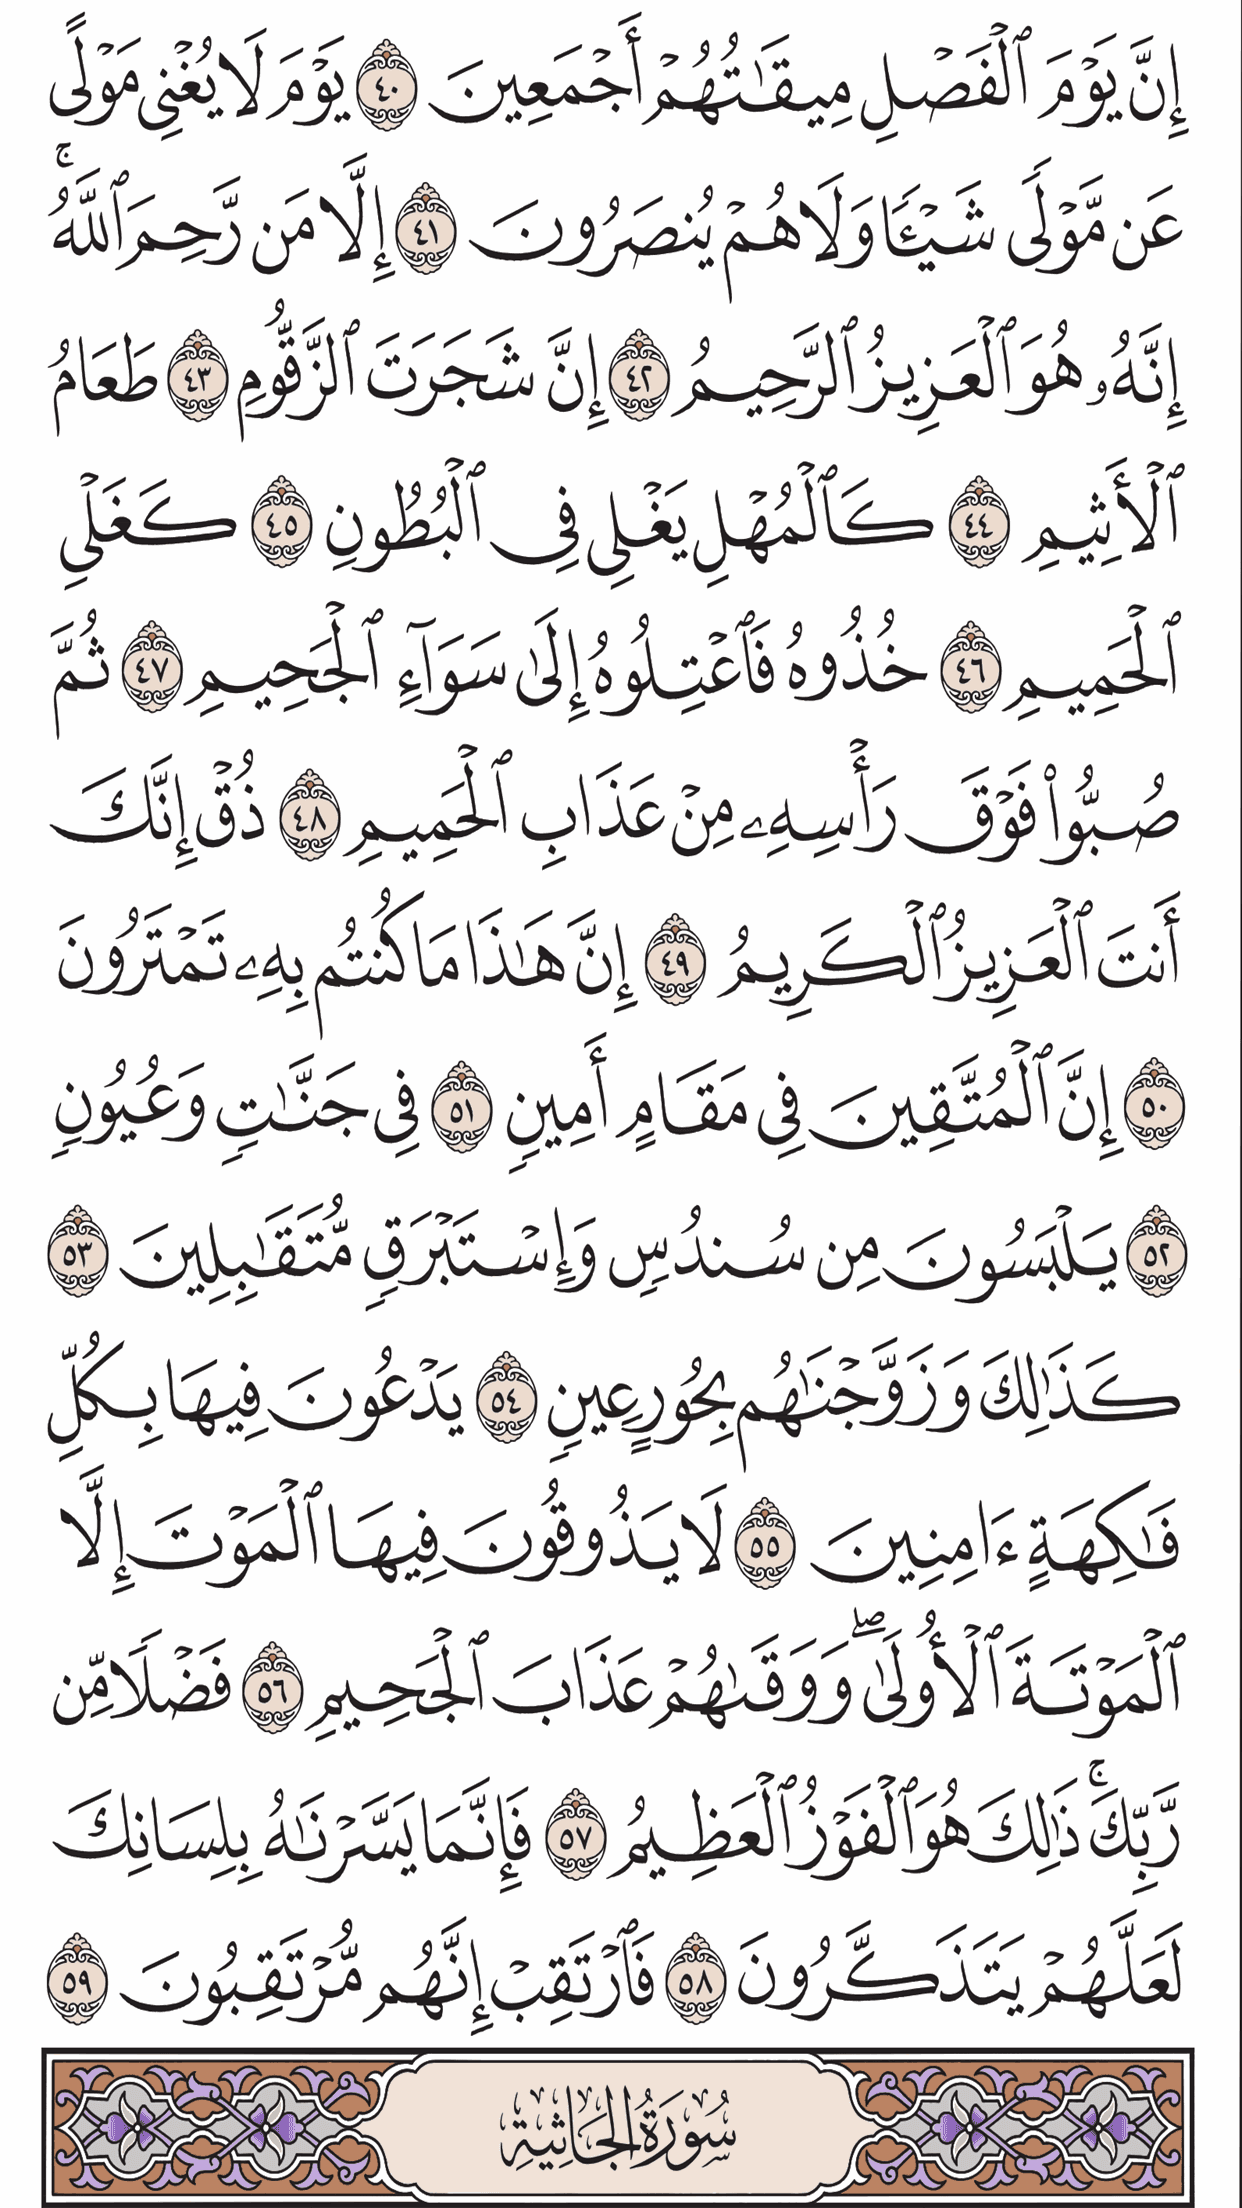 إِنَّ يَوْمَ ٱلْفَصْلِ مِيقَٰتُهُمْ أَجْمَعِينَ ٤٠ يَوْمَ لَا يُغْنِى مَوْلًى
عَن مَّوْلًى شَيْـًٔا وَلَا هُمْ يُنصَرُونَ ٤١ إِلَّا مَن رَّحِمَ ٱللَّهُ ۚ
إِنَّهُۥ هُوَ ٱلْعَزِيزُ ٱلرَّحِيمُ ٤٢ إِنَّ شَجَرَتَ ٱلزَّقُّومِ ٤٣ طَعَامُ
ٱلْأَثِيمِ ٤٤ كَٱلْمُهْلِ يَغْلِى فِى ٱلْبُطُونِ ٤٥ كَغَلْىِ
ٱلْحَمِيمِ ٤٦ خُذُوهُ فَٱعْتِلُوهُ إِلَىٰ سَوَآءِ ٱلْجَحِيمِ ٤٧ ثُمَّ
صُبُّوا۟ فَوْقَ رَأْسِهِۦ مِنْ عَذَابِ ٱلْحَمِيمِ ٤٨ ذُقْ إِنَّكَ
أَنتَ ٱلْعَزِيزُ ٱلْكَرِيمُ ٤٩ إِنَّ هَٰذَا مَا كُنتُم بِهِۦ تَمْتَرُونَ
٥٠ إِنَّ ٱلْمُتَّقِينَ فِى مَقَامٍ أَمِينٍ ٥١ فِى جَنَّٰتٍ وَعُيُونٍ
٥٢ يَلْبَسُونَ مِن سُندُسٍ وَإِسْتَبْرَقٍ مُّتَقَٰبِلِينَ ٥٣
كَذَٰلِكَ وَزَوَّجْنَٰهُم بِحُورٍ عِينٍ ٥٤ يَدْعُونَ فِيهَا بِكُلِّ
فَٰكِهَةٍ ءَامِنِينَ ٥٥ لَا يَذُوقُونَ فِيهَا ٱلْمَوْتَ إِلَّا
ٱلْمَوْتَةَ ٱلْأُولَىٰ ۖ وَوَقَىٰهُمْ عَذَابَ ٱلْجَحِيمِ ٥٦ فَضْلًا مِّن
رَّبِّكَ ۚ ذَٰلِكَ هُوَ ٱلْفَوْزُ ٱلْعَظِيمُ ٥٧ فَإِنَّمَا يَسَّرْنَٰهُ بِلِسَانِكَ
لَعَلَّهُمْ يَتَذَكَّرُونَ ٥٨ فَٱرْتَقِبْ إِنَّهُم مُّرْتَقِبُونَ ٥٩
سُورَةُ الجَاثِيَةِ